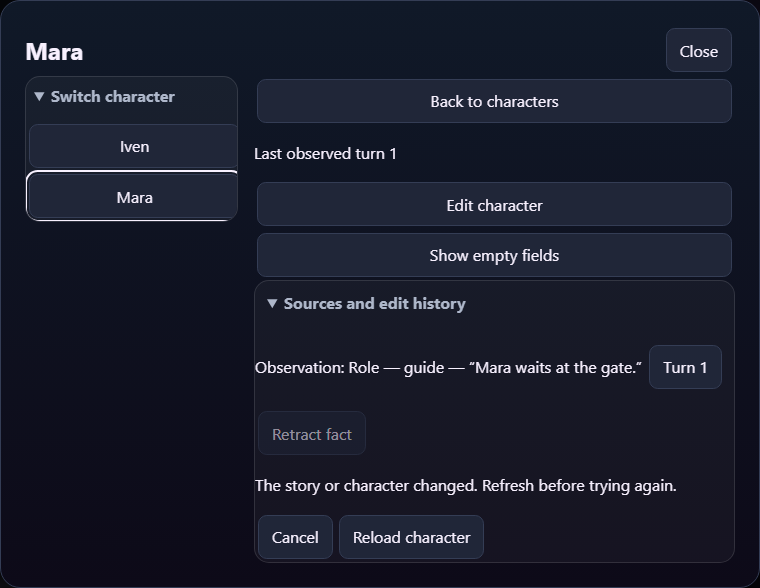 Mara
Close
▼ Switch character
Iven
Mara
Back to characters
Last observed turn 1
Edit character
Show empty fields
▼ Sources and edit history
Observation: Role — guide — “Mara waits at the gate.” Turn 1
Retract fact
The story or character changed. Refresh before trying again.
Cancel Reload character